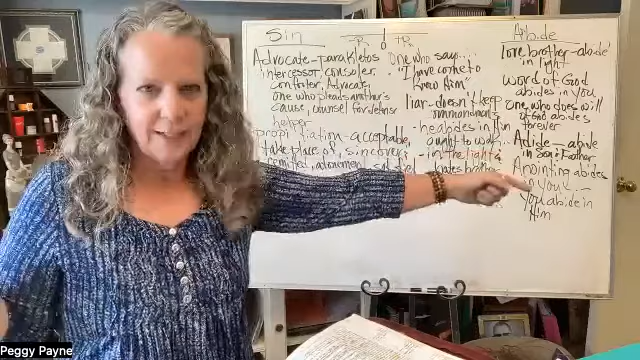 Sin
Advocate - parakletos
intercessor, consoler,
comforter, Advocate,
one who pleads another's
cause, counsel for defense
helper
propitiation - acceptable,
take place of, sin cover
atonement
One who say....
"I have come to
know Him"
liar - doesn't keep
commandments
- he abides in Him
ought to walk
- in the light &
hates brother
Abide
love brother - abide
in light
word of God
abides in you
one who does will
of God abides
forever
Abide - abide
in Son & Father
Anointing abides
in you
You abide in
Him
Peggy Payne